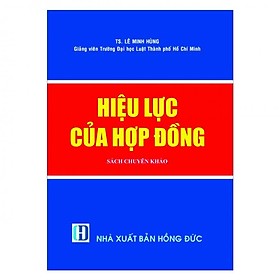 TS. LÊ MINH HÙNG
Giảng viên Trường Đại học Luật Thành phố Hồ Chí Minh
HIỆU LỰC
CỦA HỢP ĐỒNG
SÁCH CHUYÊN KHẢO
NHÀ XUẤT BẢN HỒNG ĐỨC